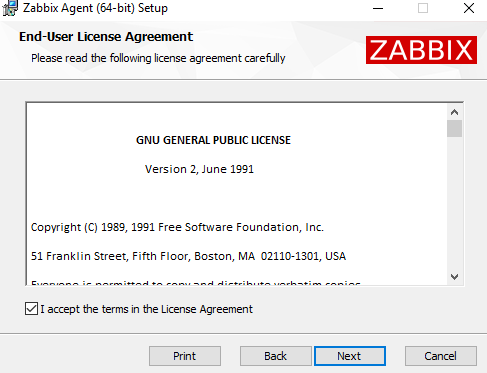 Zabbix Agent (64-bit) Setup
End-User License Agreement
Please read the following license agreement carefully
ZABBIX
GNU GENERAL PUBLIC LICENSE
Version 2, June 1991
Copyright (C) 1989, 1991 Free Software Foundation, Inc.
51 Franklin Street, Fifth Floor, Boston, MA  02110-1301, USA
Everyone is permitted to copy and distribute verbatim copies
I accept the terms in the License Agreement
Print
Back
Next
Cancel